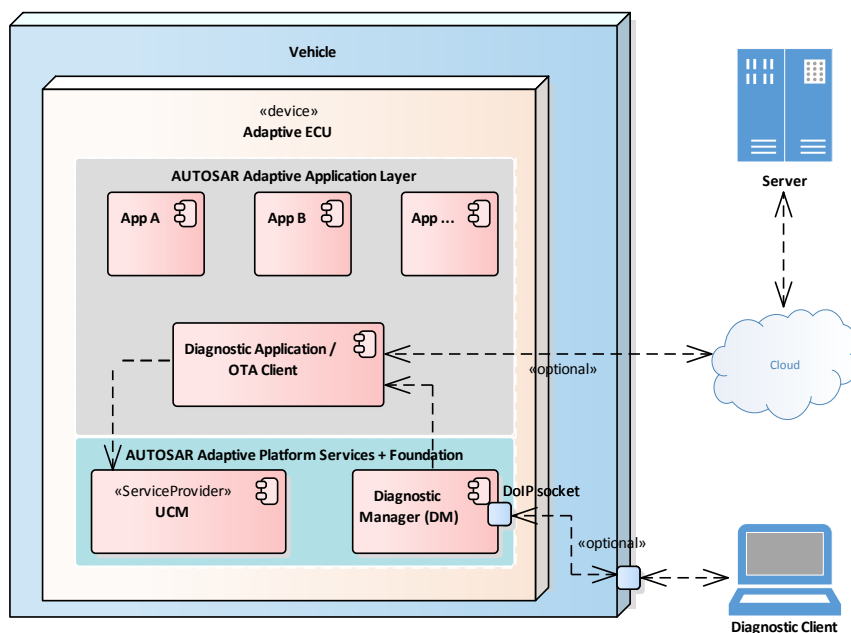 Vehicle
«device»
Adaptive ECU
AUTOSAR Adaptive Application Layer
App A
App B
App ...
Server
Diagnostic Application /
OTA Client
«optional»
Cloud
AUTOSAR Adaptive Platform Services + Foundation
«ServiceProvider»
UCM
Diagnostic
Manager (DM)
DoIP socket
«optional»
Diagnostic Client